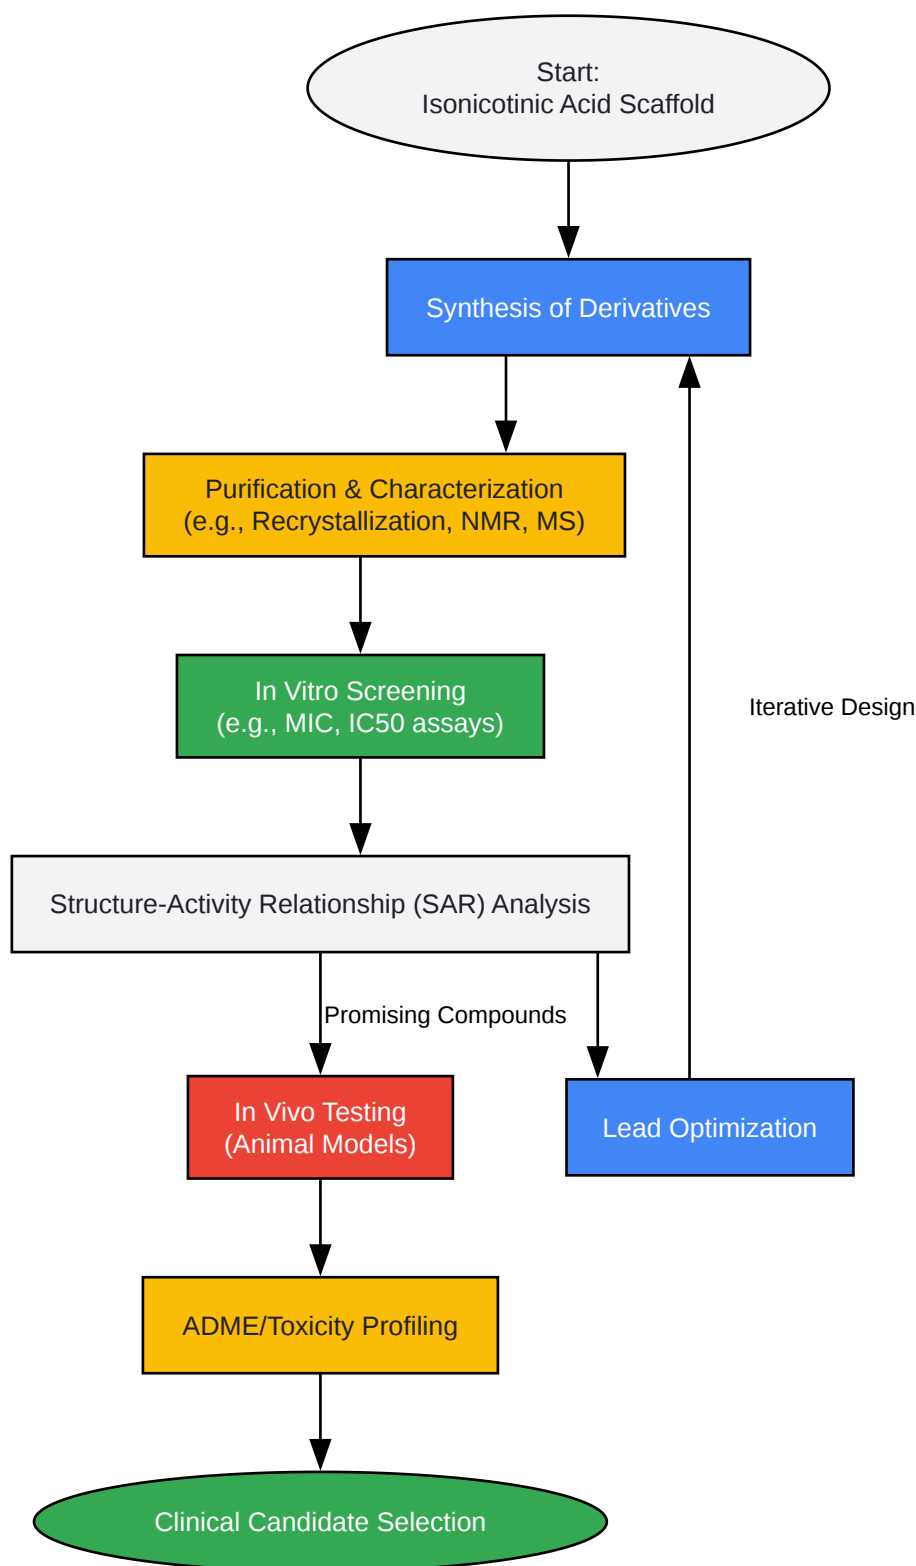 Start:
Isonicotinic Acid Scaffold
Synthesis of Derivatives
Purification & Characterization
(e.g., Recrystallization, NMR, MS)
In Vitro Screening
(e.g., MIC, IC50 assays)
Iterative Design
Structure-Activity Relationship (SAR) Analysis
Promising Compounds
In Vivo Testing
(Animal Models)
Lead Optimization
ADME/Toxicity Profiling
Clinical Candidate Selection